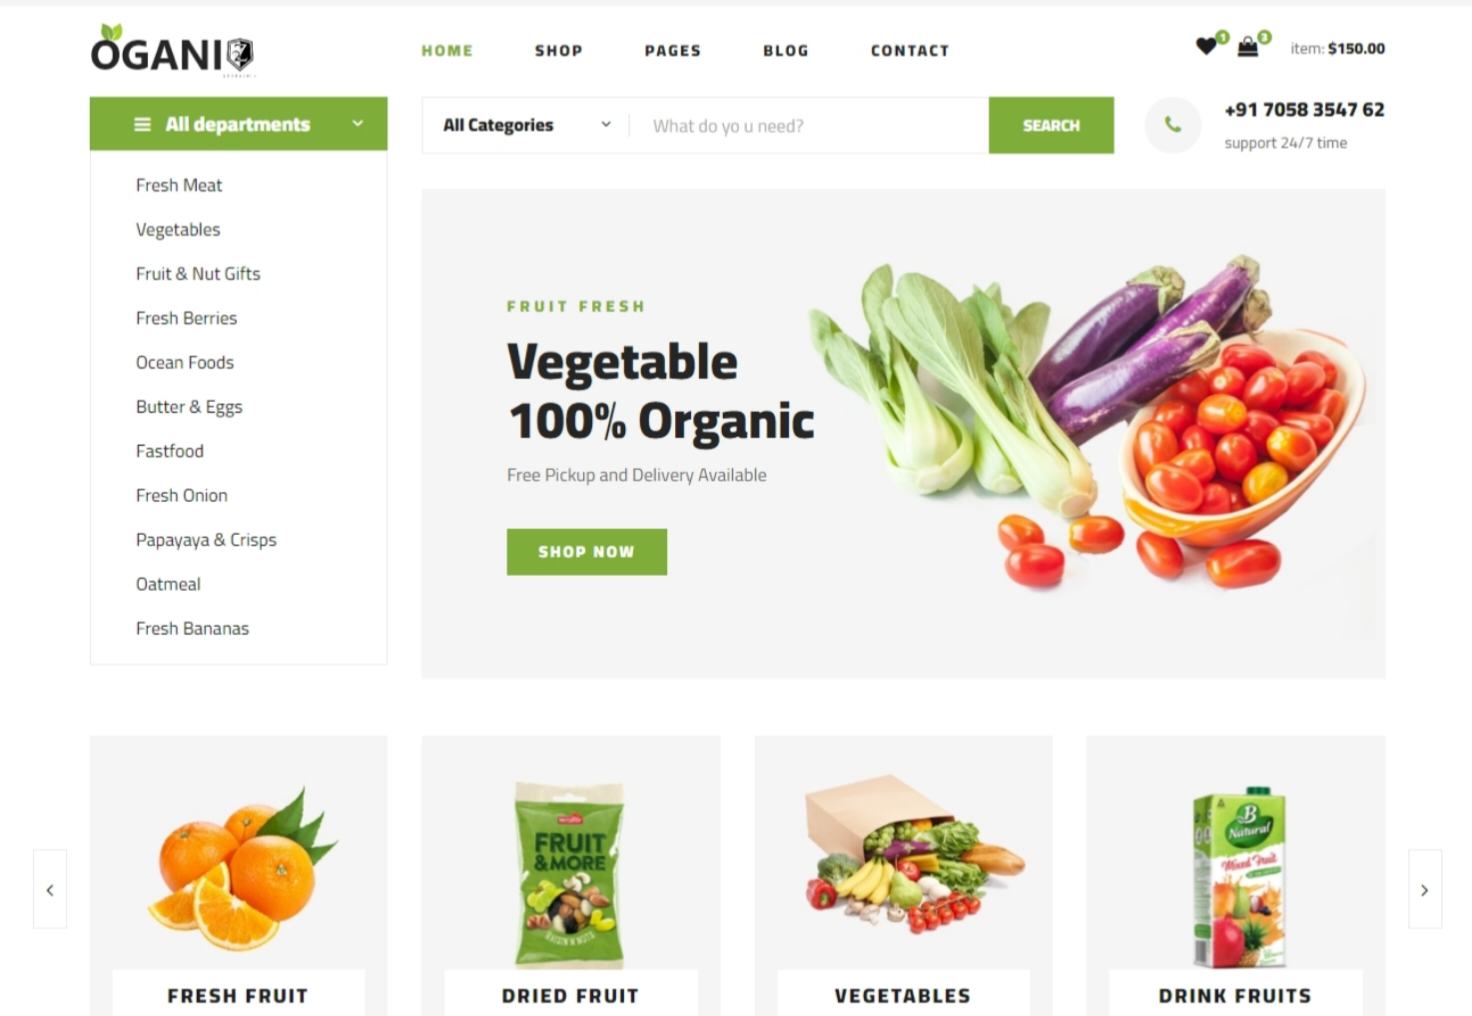 OGANI
HOME SHOP PAGES BLOG CONTACT
1 3 item: $150.00
All departments
All Categories What do yo u need? SEARCH
+91 7058 3547 62
support 24/7 time
Fresh Meat
Vegetables
Fruit & Nut Gifts
Fresh Berries
Ocean Foods
Butter & Eggs
Fastfood
Fresh Onion
Papayaya & Crisps
Oatmeal
Fresh Bananas
FRUIT FRESH
Vegetable
100% Organic
Free Pickup and Delivery Available
SHOP NOW
FRUIT
&MORE
B
Natural
Mixed Fruit
FRESH FRUIT
DRIED FRUIT
VEGETABLES
DRINK FRUITS